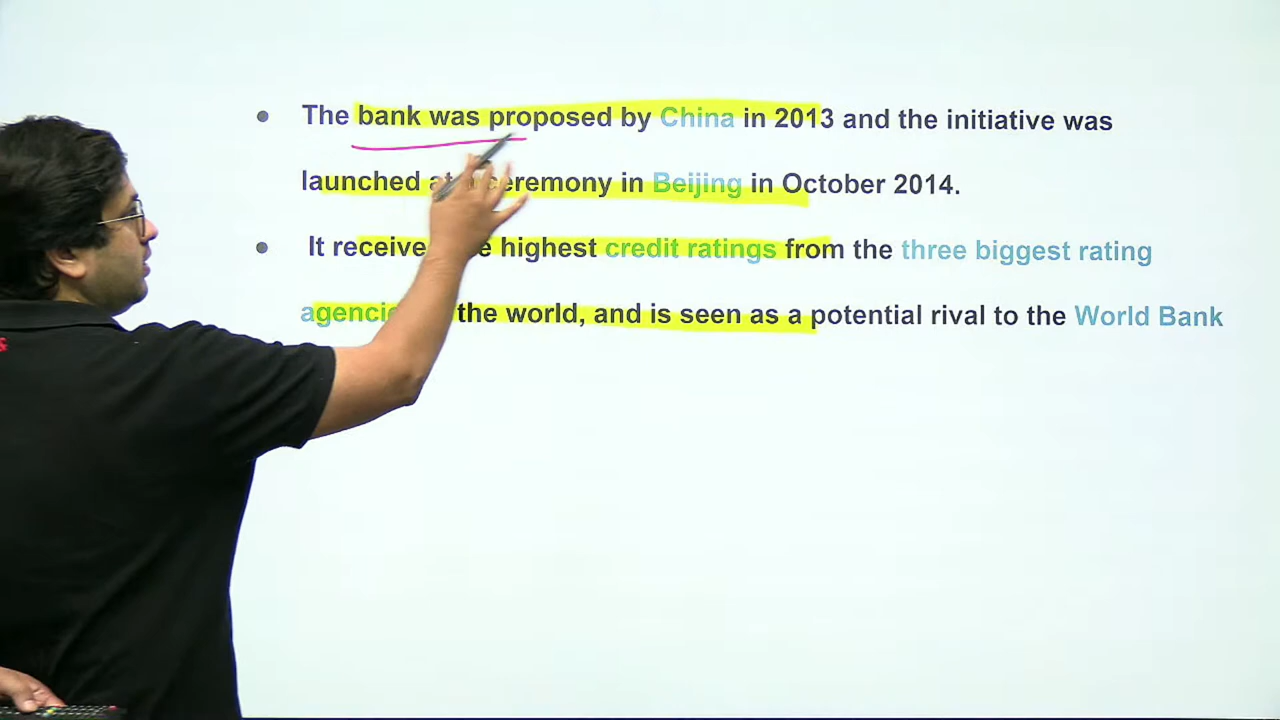 The bank was proposed by China in 2013 and the initiative was
launched at ceremony in Beijing in October 2014.
It receive highest credit ratings from the three biggest rating
agencie the world, and is seen as a potential rival to the World Bank